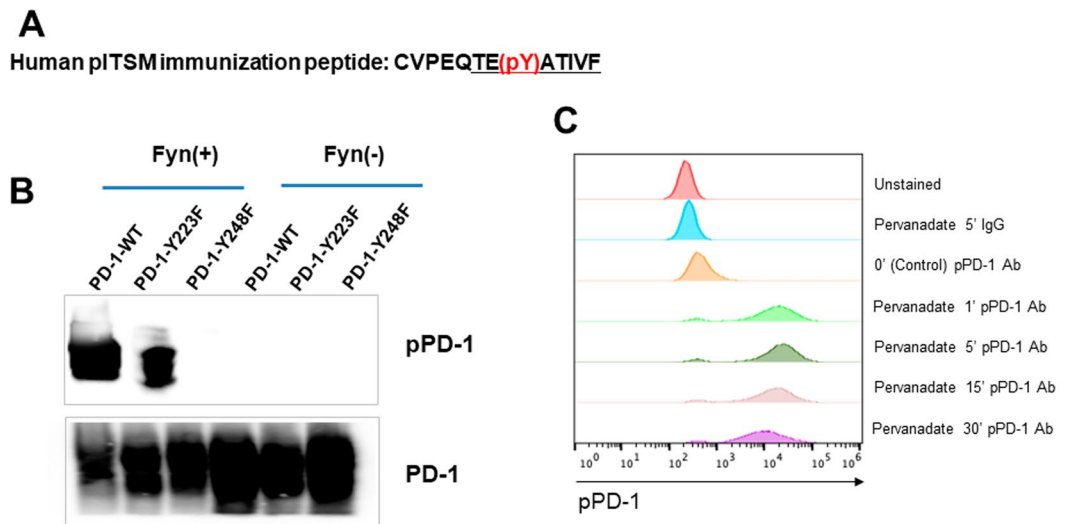 A
Human pITSM immunization peptide: CVPEQTE(pY)ATIVF
B
Fyn(+)
Fyn(-)
PD-1-WT
PD-1-Y223F
PD-1-Y248F
PD-1-WT
PD-1-Y223F
PD-1-Y248F
pPD-1
PD-1
C
Unstained
Pervanadate 5' IgG
0' (Control) pPD-1 Ab
Pervanadate 1' pPD-1 Ab
Pervanadate 5' pPD-1 Ab
Pervanadate 15' pPD-1 Ab
Pervanadate 30' pPD-1 Ab
10⁰ 10¹ 10² 10³ 10⁴ 10⁵ 10⁶
pPD-1